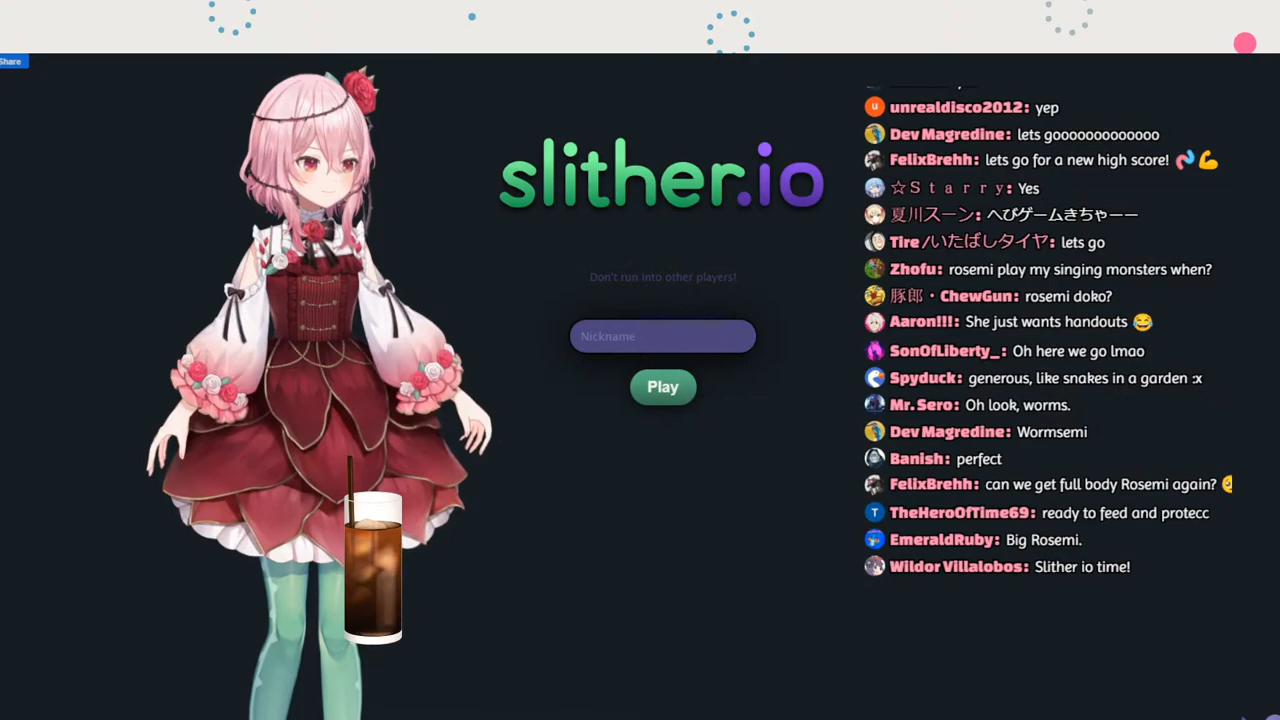 Share
slither.io
Don't run into other players!
Nickname
Play
unrealdisco2012: yep
Dev Magredine: lets gooooooooooooo
FelixBrehh: lets go for a new high score! 🪱💪
☆Ｓｔａｒｒｙ: Yes
夏川スーン: へびゲームきちゃーー
Tire/いたばしタイヤ: lets go
Zhofu: rosemi play my singing monsters when?
豚郎・ChewGun: rosemi doko?
Aaron!!!: She just wants handouts 😂
SonOfLiberty_: Oh here we go lmao
Spyduck: generous, like snakes in a garden :x
Mr. Sero: Oh look, worms.
Dev Magredine: Wormsemi
Banish: perfect
FelixBrehh: can we get full body Rosemi again?
TheHeroOfTime69: ready to feed and protecc
EmeraldRuby: Big Rosemi.
Wildor Villalobos: Slither io time!